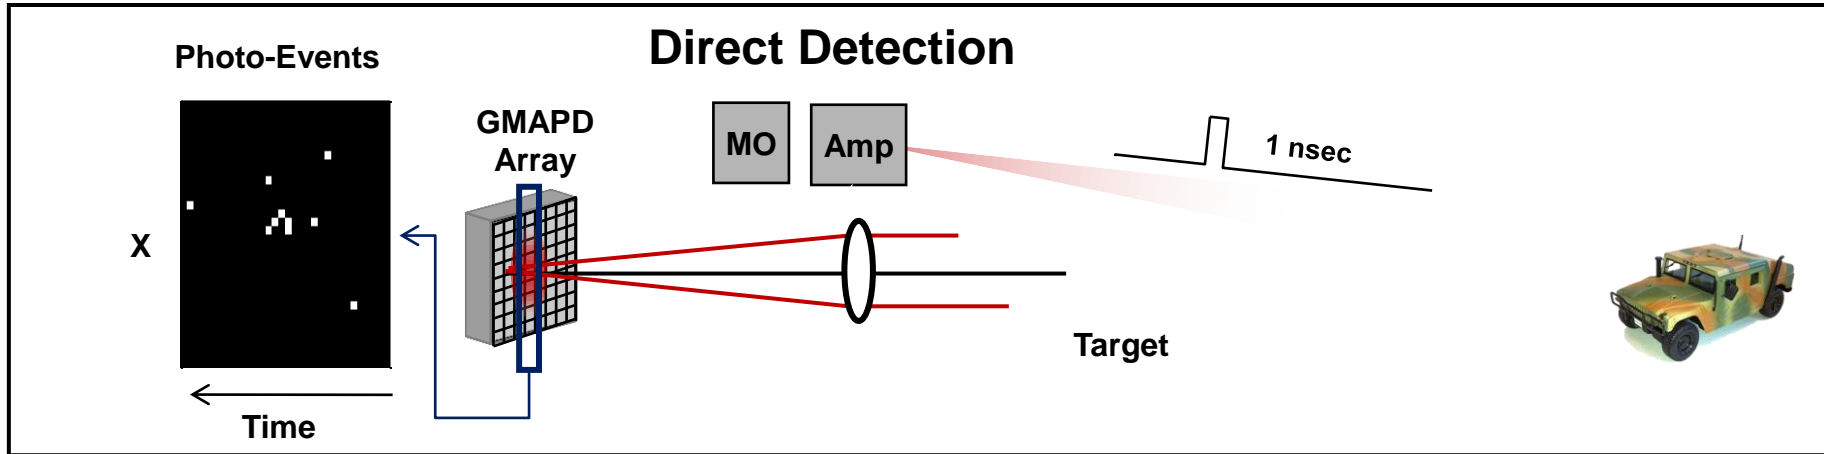 Direct Detection
Photo-Events
GMAPD
Array
MO
Amp
1 nsec
X
Target
Time